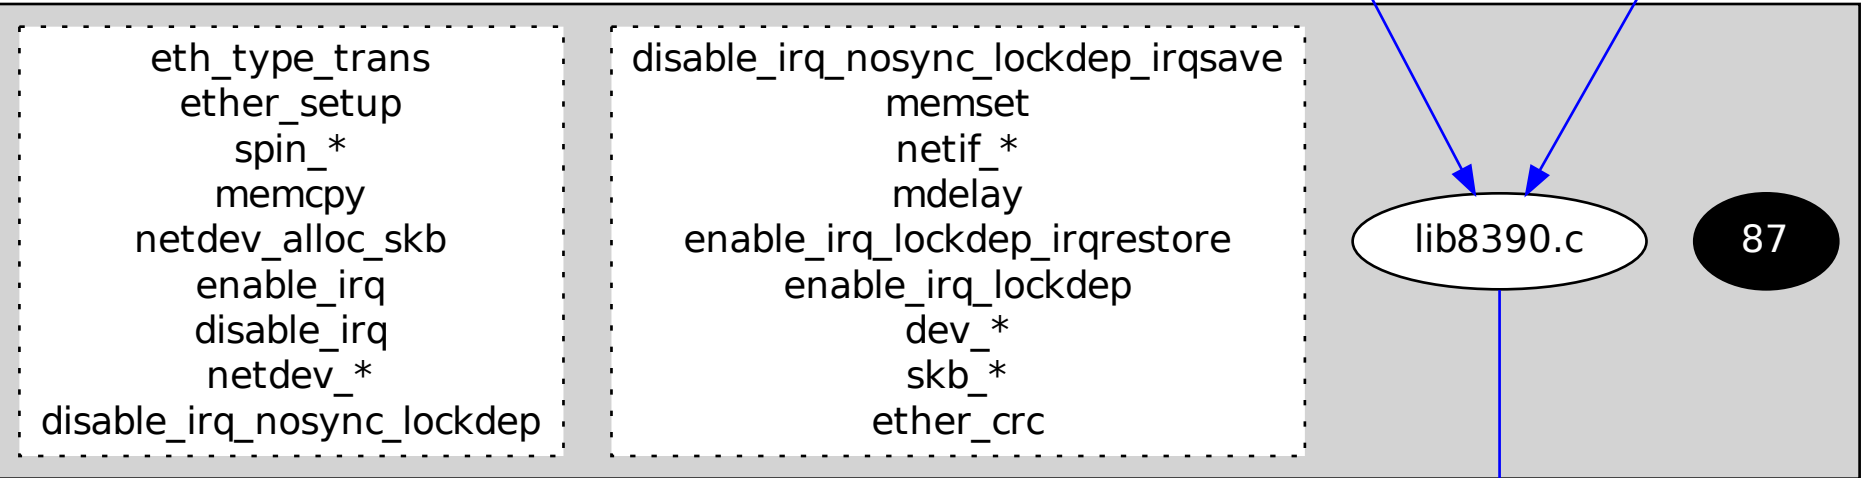 eth_type_trans
ether_setup
spin_*
memcpy
netdev_alloc_skb
enable_irq
disable_irq
netdev_*
disable_irq_nosync_lockdep
disable_irq_nosync_lockdep_irqsave
memset
netif_*
mdelay
enable_irq_lockdep_irqrestore
enable_irq_lockdep
dev_*
skb_*
ether_crc
lib8390.c
87